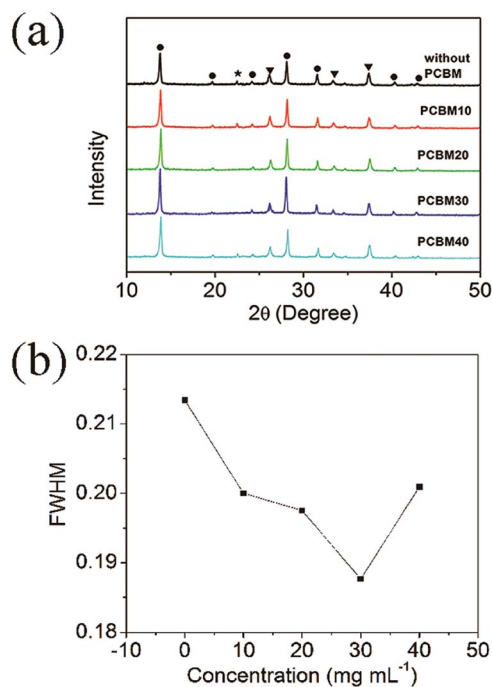 (a)
without
PCBM
PCBM10
PCBM20
PCBM30
PCBM40
Intensity
10 20 30 40 50
2θ (Degree)
(b)
0.22
0.21
0.20
0.19
0.18
FWHM
-10 0 10 20 30 40 50
Concentration (mg mL⁻¹)